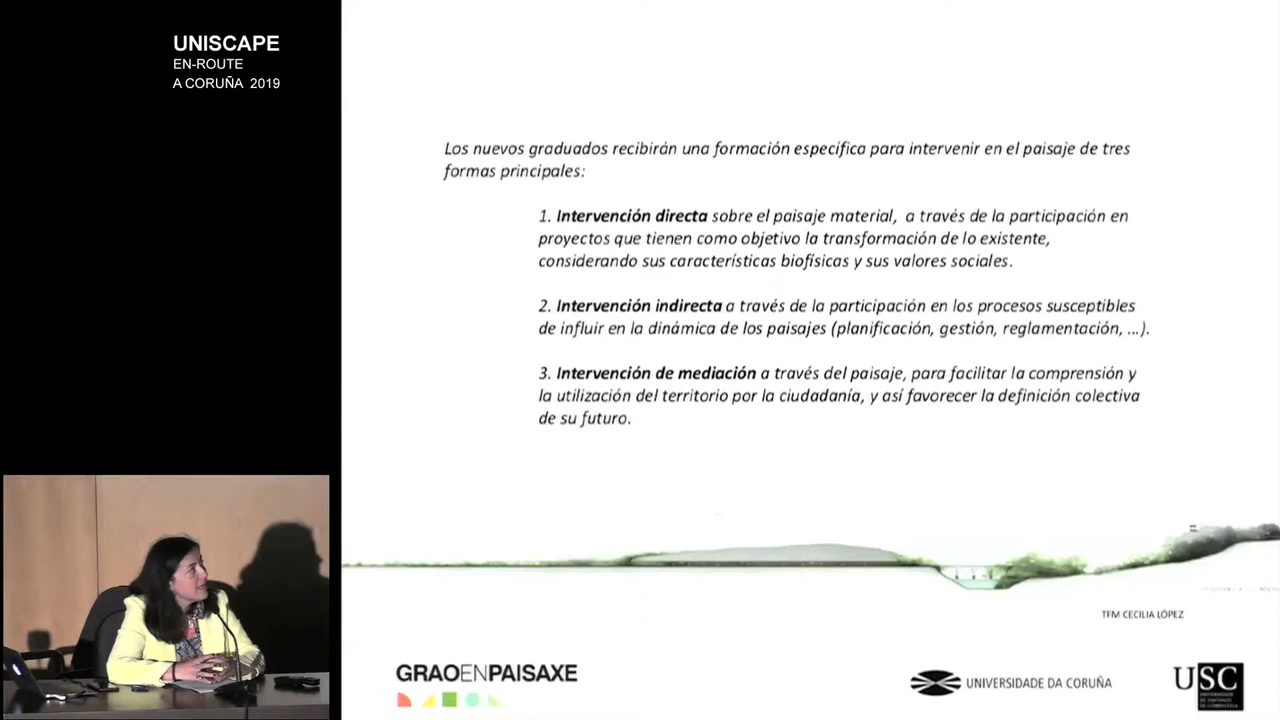 UNISCAPE
EN-ROUTE
A CORUÑA 2019
Los nuevos graduados recibirán una formación específica para intervenir en el paisaje de tres
formas principales:
1. Intervención directa sobre el paisaje material, a través de la participación en
proyectos que tienen como objetivo la transformación de lo existente,
considerando sus características biofísicas y sus valores sociales.
2. Intervención indirecta a través de la participación en los procesos susceptibles
de influir en la dinámica de los paisajes (planificación, gestión, reglamentación, ...).
3. Intervención de mediación a través del paisaje, para facilitar la comprensión y
la utilización del territorio por la ciudadanía, y así favorecer la definición colectiva
de su futuro.
TFM CECILIA LÓPEZ
GRAOENPAISAXE
UNIVERSIDADE DA CORUÑA
USC